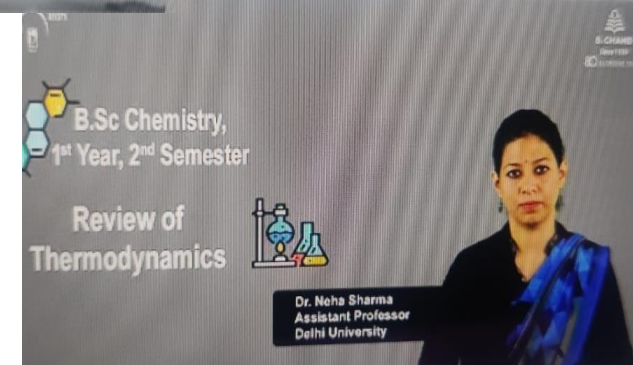 B.Sc Chemistry,
1st Year, 2nd Semester
Review of
Thermodynamics
Dr. Neha Sharma
Assistant Professor
Delhi University
S. CHAND